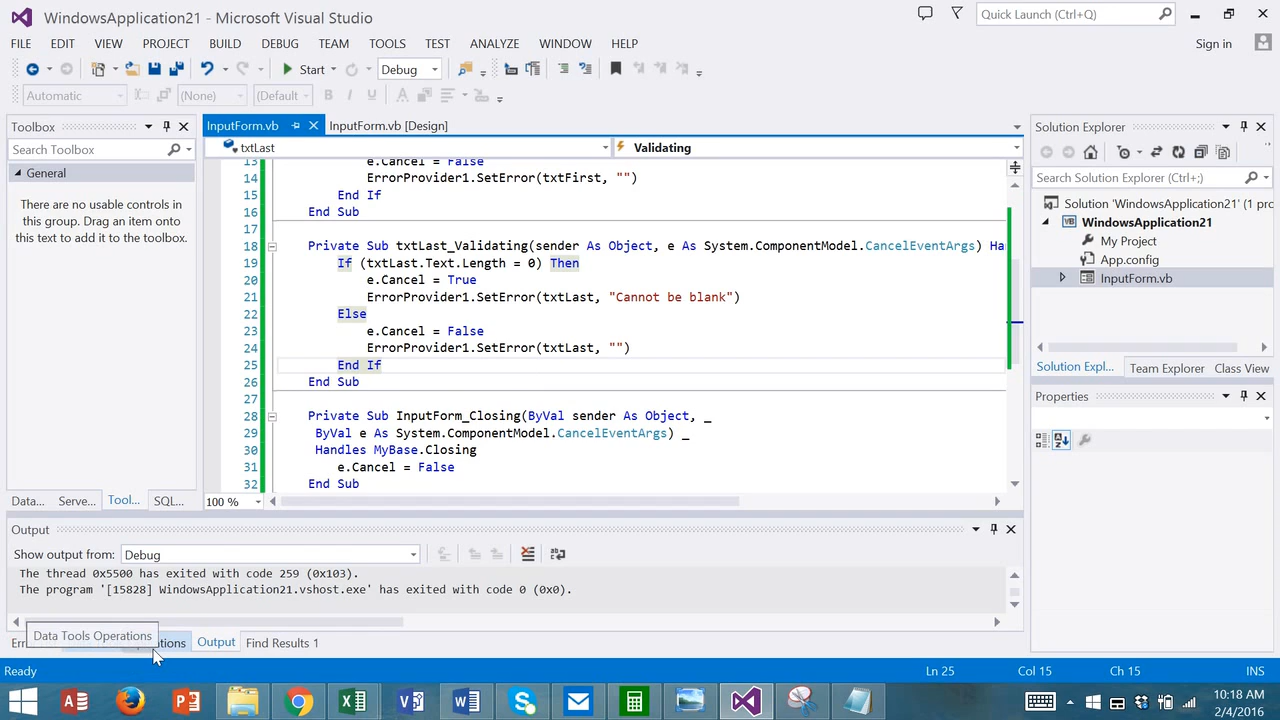 WindowsApplication21 - Microsoft Visual Studio
Quick Launch (Ctrl+Q)
FILE EDIT VIEW PROJECT BUILD DEBUG TEAM TOOLS TEST ANALYZE WINDOW HELP
Sign in
Start Debug
Automatic (None) (Default B I U A
Toolbox
Search Toolbox
General
There are no usable controls in
this group. Drag an item onto
this text to add it to the toolbox.
Data... Serve... Tool... SQL...
InputForm.vb InputForm.vb [Design]
txtLast Validating
13 e.Cancel = False
14 ErrorProvider1.SetError(txtFirst, "")
15 End If
16 End Sub
17
18 Private Sub txtLast_Validating(sender As Object, e As System.ComponentModel.CancelEventArgs) Ha
19 If (txtLast.Text.Length = 0) Then
20 e.Cancel = True
21 ErrorProvider1.SetError(txtLast, "Cannot be blank")
22 Else
23 e.Cancel = False
24 ErrorProvider1.SetError(txtLast, "")
25 End If
26 End Sub
27
28 Private Sub InputForm_Closing(ByVal sender As Object, _
29 ByVal e As System.ComponentModel.CancelEventArgs) _
30 Handles MyBase.Closing
31 e.Cancel = False
32 End Sub
100 %
Solution Explorer
Search Solution Explorer (Ctrl+;)
Solution 'WindowsApplication21' (1 proj
WindowsApplication21
My Project
App.config
InputForm.vb
Solution Expl... Team Explorer Class View
Properties
Output
Show output from: Debug
The thread 0x5500 has exited with code 259 (0x103).
The program '[15828] WindowsApplication21.vshost.exe' has exited with code 0 (0x0).
Data Tools Operations
Output Find Results 1
Ready Ln 25 Col 15 Ch 15 INS
10:18 AM
2/4/2016